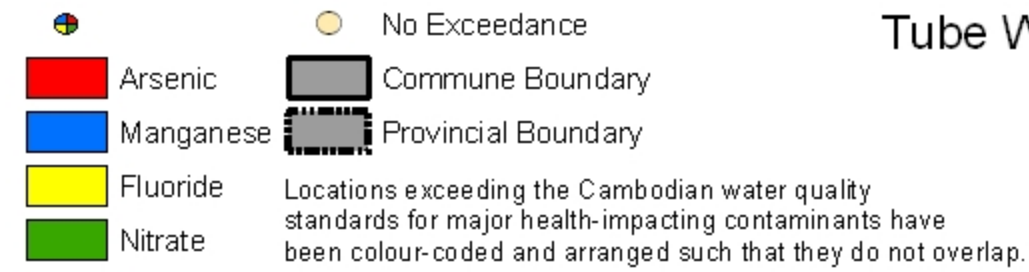 No Exceedance
Tube
Arsenic
Commune Boundary
Manganese
Provincial Boundary
Fluoride
Locations exceeding the Cambodian water quality
standards for major health-impacting contaminants have
Nitrate
been colour-coded and arranged such that they do not overlap.